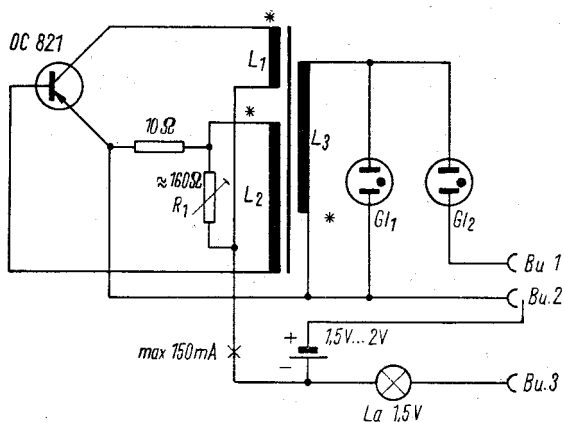 OC 821
*
L1
*
10Ω
L3
≈160Ω
R1
L2
*
Gl1
Gl2
Bu 1
Bu. 2
+
1,5V...2V
max 150mA
−
Bu. 3
La 1,5V